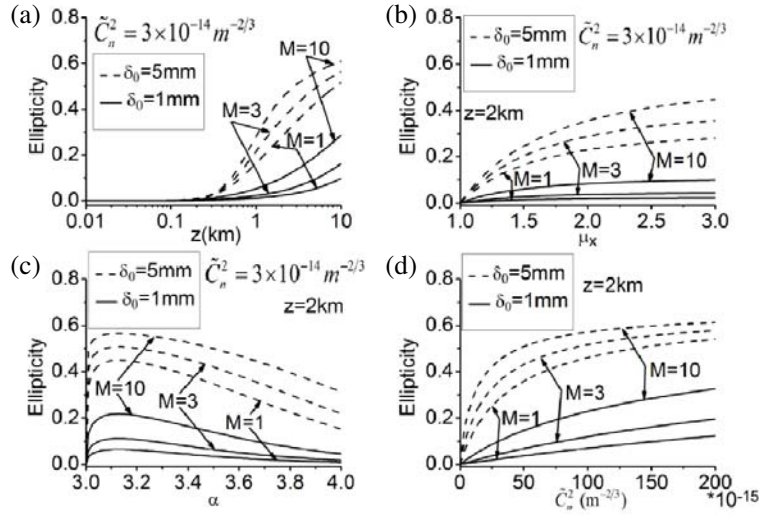 (a)
C̃²ₙ = 3×10⁻¹⁴ m⁻²/³
M=10
δ₀=5mm
δ₀=1mm
M=3
M=1
0.8
0.6
0.4
0.2
0.0
Ellipticity
0.01 0.1 1 10
z(km)
(b)
δ₀=5mm
δ₀=1mm
C̃²ₙ = 3×10⁻¹⁴ m⁻²/³
z=2km
M=1
M=3
M=10
0.8
0.6
0.4
0.2
0.0
Ellipticity
1.0 1.5 2.0 2.5 3.0
μₓ
(c)
δ₀=5mm
δ₀=1mm
C̃²ₙ = 3×10⁻¹⁴ m⁻²/³
z=2km
M=10
M=3
M=1
0.8
0.6
0.4
0.2
0.0
Ellipticity
3.0 3.2 3.4 3.6 3.8 4.0
α
(d)
δ₀=5mm
δ₀=1mm
z=2km
M=1
M=3
M=10
0.8
0.6
0.4
0.2
0.0
Ellipticity
0 50 100 150 200
*10⁻¹⁵
C̃²ₙ (m⁻²/³)